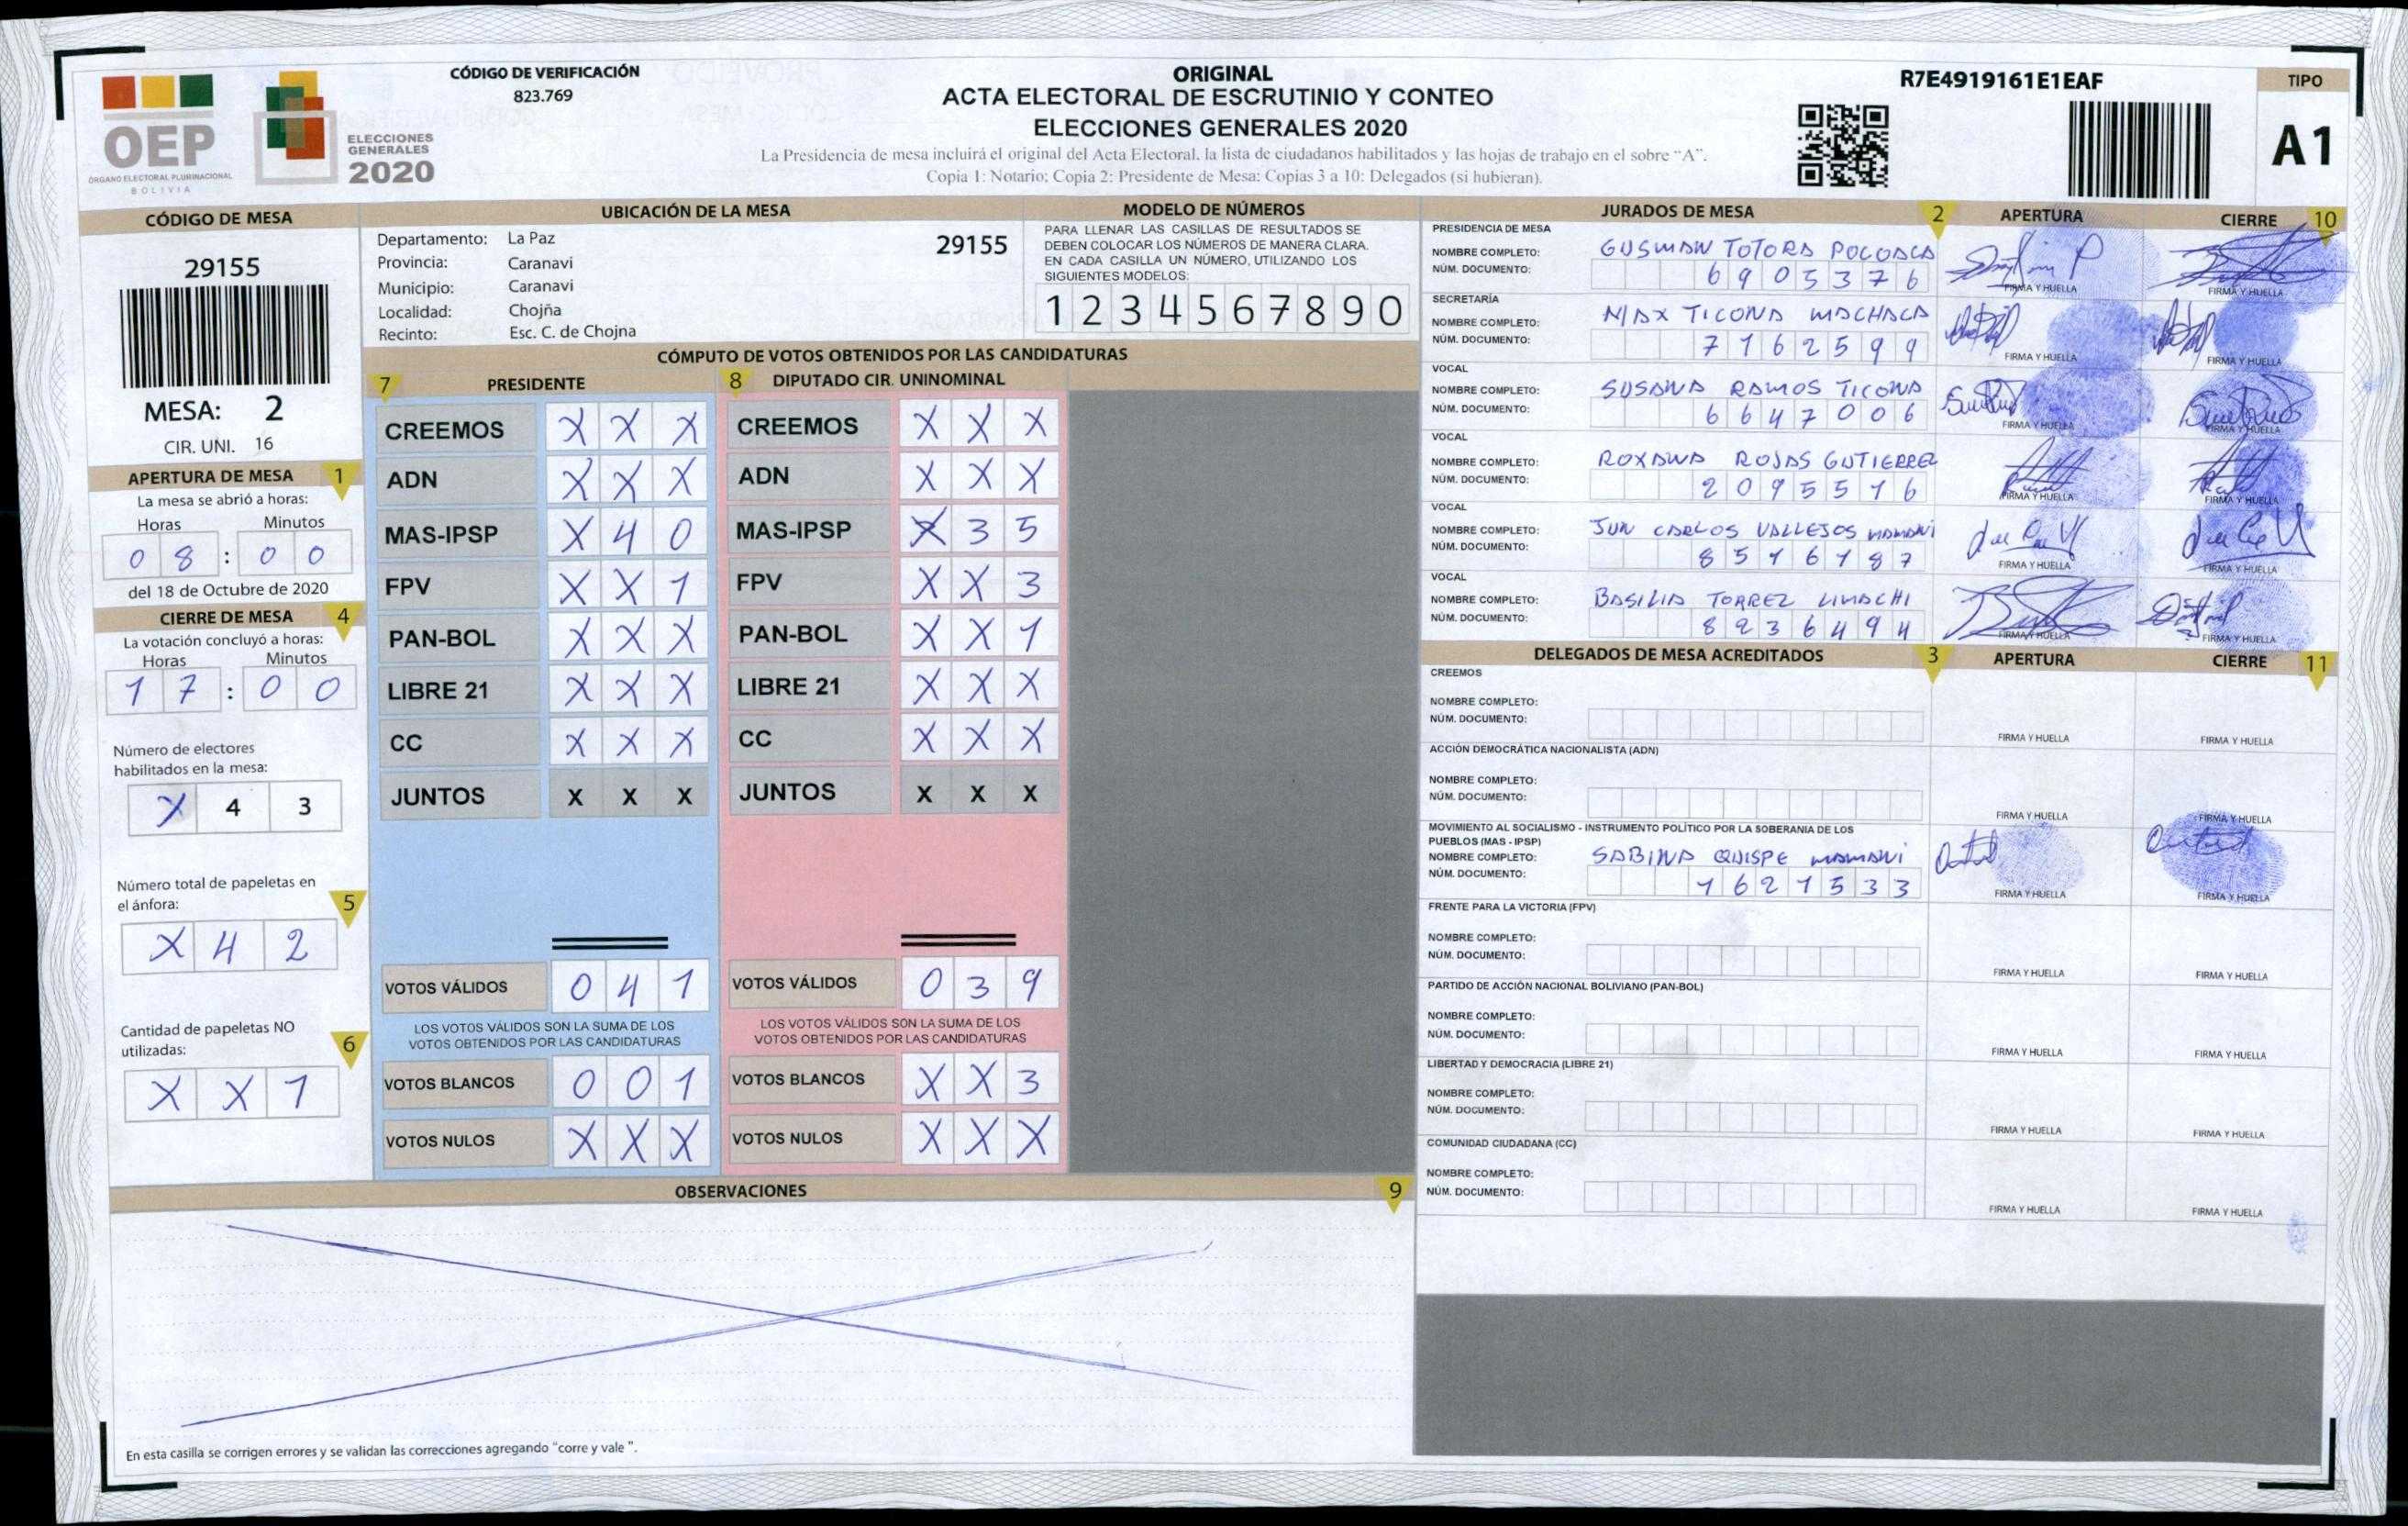 OEP
ÓRGANO ELECTORAL PLURINACIONAL
BOLIVIA
ELECCIONES
GENERALES
2020
CÓDIGO DE VERIFICACIÓN
823.769
ORIGINAL
ACTA ELECTORAL DE ESCRUTINIO Y CONTEO
ELECCIONES GENERALES 2020
La Presidencia de mesa incluirá el original del Acta Electoral, la lista de ciudadanos habilitados y las hojas de trabajo en el sobre "A".
Copia 1: Notario; Copia 2: Presidente de Mesa; Copias 3 a 10: Delegados (si hubieran).
R7E4919161E1EAF
TIPO
A1
CÓDIGO DE MESA
29155
MESA: 2
CIR. UNI. 16
APERTURA DE MESA 1
La mesa se abrió a horas:
Horas Minutos
0 8 : 0 0
del 18 de Octubre de 2020
CIERRE DE MESA 4
La votación concluyó a horas:
Horas Minutos
1 7 : 0 0
Número de electores
habilitados en la mesa:
X 4 3
Número total de papeletas en
el ánfora: 5
X 4 2
Cantidad de papeletas NO
utilizadas: 6
X X 1
UBICACIÓN DE LA MESA
Departamento: La Paz 29155
Provincia: Caranavi
Municipio: Caranavi
Localidad: Chojña
Recinto: Esc. C. de Chojna
MODELO DE NÚMEROS
PARA LLENAR LAS CASILLAS DE RESULTADOS SE
DEBEN COLOCAR LOS NÚMEROS DE MANERA CLARA.
EN CADA CASILLA UN NÚMERO, UTILIZANDO LOS
SIGUIENTES MODELOS:
1 2 3 4 5 6 7 8 9 0
CÓMPUTO DE VOTOS OBTENIDOS POR LAS CANDIDATURAS
7 PRESIDENTE
CREEMOS X X X
ADN X X X
MAS-IPSP X 4 0
FPV X X 1
PAN-BOL X X X
LIBRE 21 X X X
CC X X X
JUNTOS X X X
VOTOS VÁLIDOS 0 4 1
LOS VOTOS VÁLIDOS SON LA SUMA DE LOS
VOTOS OBTENIDOS POR LAS CANDIDATURAS
VOTOS BLANCOS 0 0 1
VOTOS NULOS X X X
8 DIPUTADO CIR. UNINOMINAL
CREEMOS X X X
ADN X X X
MAS-IPSP X 3 5
FPV X X 3
PAN-BOL X X 1
LIBRE 21 X X X
CC X X X
JUNTOS X X X
VOTOS VÁLIDOS 0 3 9
LOS VOTOS VÁLIDOS SON LA SUMA DE LOS
VOTOS OBTENIDOS POR LAS CANDIDATURAS
VOTOS BLANCOS X X 3
VOTOS NULOS X X X
OBSERVACIONES 9
En esta casilla se corrigen errores y se validan las correcciones agregando "corre y vale ".
JURADOS DE MESA 2 APERTURA CIERRE 10
PRESIDENCIA DE MESA
NOMBRE COMPLETO: GUSMAN TOTORA POCOACA
NÚM. DOCUMENTO: 6 9 0 5 3 7 6
FIRMA Y HUELLA FIRMA Y HUELLA
SECRETARÍA
NOMBRE COMPLETO: MAX TICONA MACHACA
NÚM. DOCUMENTO: 7 1 6 2 5 9 9
FIRMA Y HUELLA FIRMA Y HUELLA
VOCAL
NOMBRE COMPLETO: SUSANA RAMOS TICONA
NÚM. DOCUMENTO: 6 6 4 7 0 0 6
FIRMA Y HUELLA FIRMA Y HUELLA
VOCAL
NOMBRE COMPLETO: ROXANA ROJAS GUTIERREZ
NÚM. DOCUMENTO: 2 0 9 5 5 1 6
FIRMA Y HUELLA FIRMA Y HUELLA
VOCAL
NOMBRE COMPLETO: JUN CARLOS VALLEJOS MAMANI
NÚM. DOCUMENTO: 8 5 1 6 1 8 7
FIRMA Y HUELLA FIRMA Y HUELLA
VOCAL
NOMBRE COMPLETO: BASILIA TORREZ LIMACHI
NÚM. DOCUMENTO: 8 2 3 6 4 9 4
FIRMA Y HUELLA FIRMA Y HUELLA
DELEGADOS DE MESA ACREDITADOS 3 APERTURA CIERRE 11
CREEMOS
NOMBRE COMPLETO:
NÚM. DOCUMENTO:
FIRMA Y HUELLA FIRMA Y HUELLA
ACCIÓN DEMOCRÁTICA NACIONALISTA (ADN)
NOMBRE COMPLETO:
NÚM. DOCUMENTO:
FIRMA Y HUELLA FIRMA Y HUELLA
MOVIMIENTO AL SOCIALISMO - INSTRUMENTO POLÍTICO POR LA SOBERANIA DE LOS
PUEBLOS (MAS - IPSP)
NOMBRE COMPLETO: SABINA QUISPE MAMANI
NÚM. DOCUMENTO: 1 6 2 1 5 3 3
FIRMA Y HUELLA FIRMA Y HUELLA
FRENTE PARA LA VICTORIA (FPV)
NOMBRE COMPLETO:
NÚM. DOCUMENTO:
FIRMA Y HUELLA FIRMA Y HUELLA
PARTIDO DE ACCIÓN NACIONAL BOLIVIANO (PAN-BOL)
NOMBRE COMPLETO:
NÚM. DOCUMENTO:
FIRMA Y HUELLA FIRMA Y HUELLA
LIBERTAD Y DEMOCRACIA (LIBRE 21)
NOMBRE COMPLETO:
NÚM. DOCUMENTO:
FIRMA Y HUELLA FIRMA Y HUELLA
COMUNIDAD CIUDADANA (CC)
NOMBRE COMPLETO:
NÚM. DOCUMENTO:
FIRMA Y HUELLA FIRMA Y HUELLA